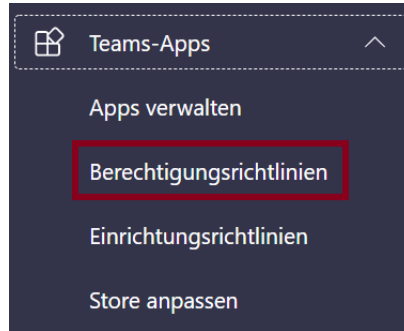 Teams-Apps
Apps verwalten
Berechtigungsrichtlinien
Einrichtungsrichtlinien
Store anpassen